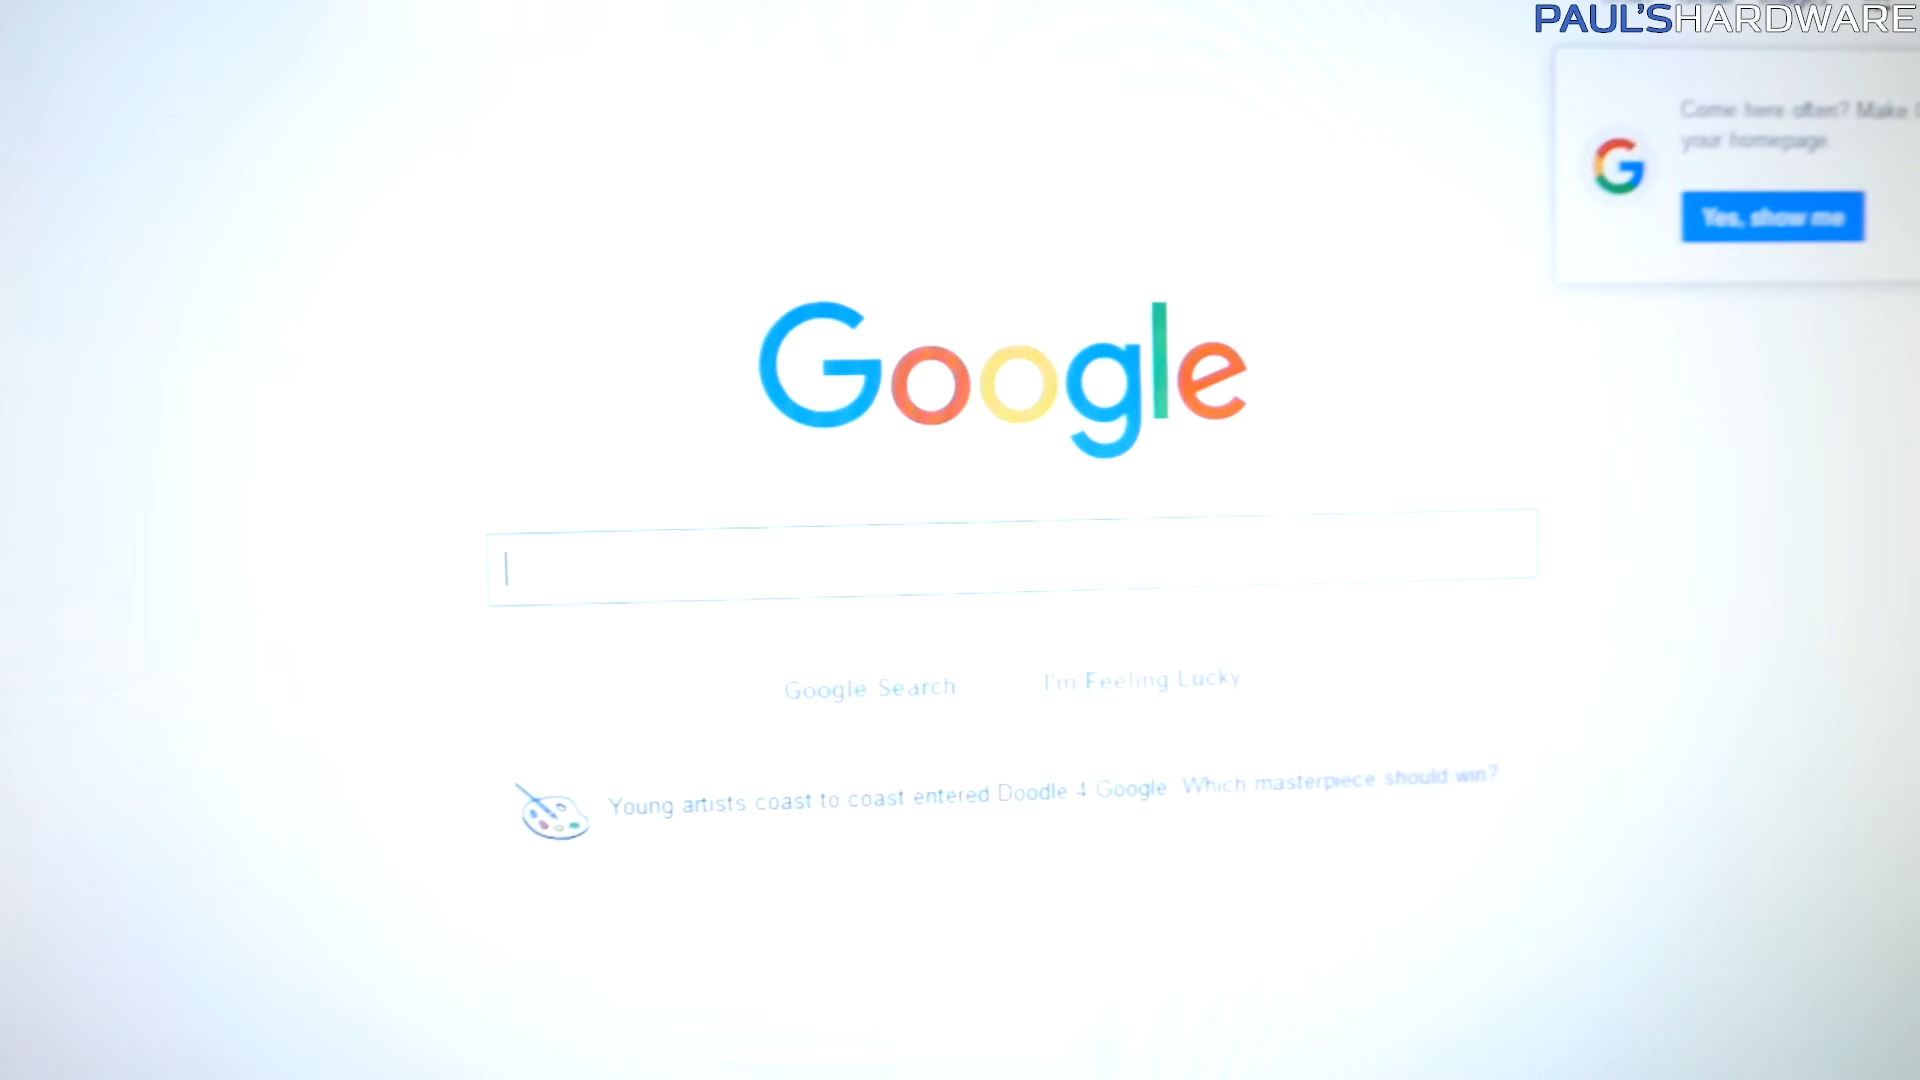 PAUL'SHARDWARE
Come here often? Make
your homepage.
Yes, show me
Google
Google Search I'm Feeling Lucky
Young artists coast to coast entered Doodle 4 Google. Which masterpiece should win?